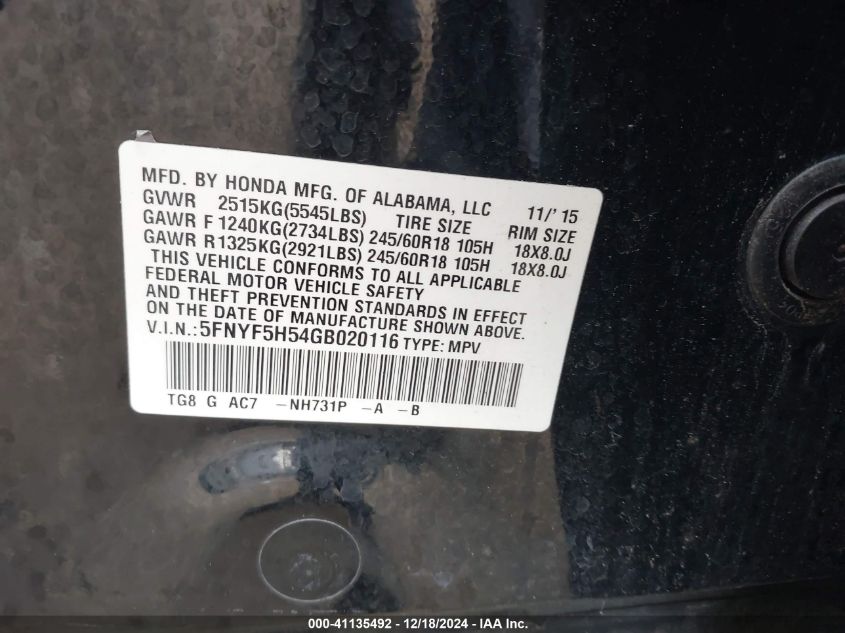 MFD. BY HONDA MFG. OF ALABAMA, LLC 11/' 15
GVWR 2515KG(5545LBS) TIRE SIZE RIM SIZE
GAWR F 1240KG(2734LBS) 245/60R18 105H 18X8.0J
GAWR R 1325KG(2921LBS) 245/60R18 105H 18X8.0J
THIS VEHICLE CONFORMS TO ALL APPLICABLE
FEDERAL MOTOR VEHICLE SAFETY
AND THEFT PREVENTION STANDARDS IN EFFECT
ON THE DATE OF MANUFACTURE SHOWN ABOVE.
V.I.N.:5FNYF5H54GB020116 TYPE: MPV
TG8 G AC7 -NH731P -A -B
000-41135492 - 12/18/2024 - IAA Inc.